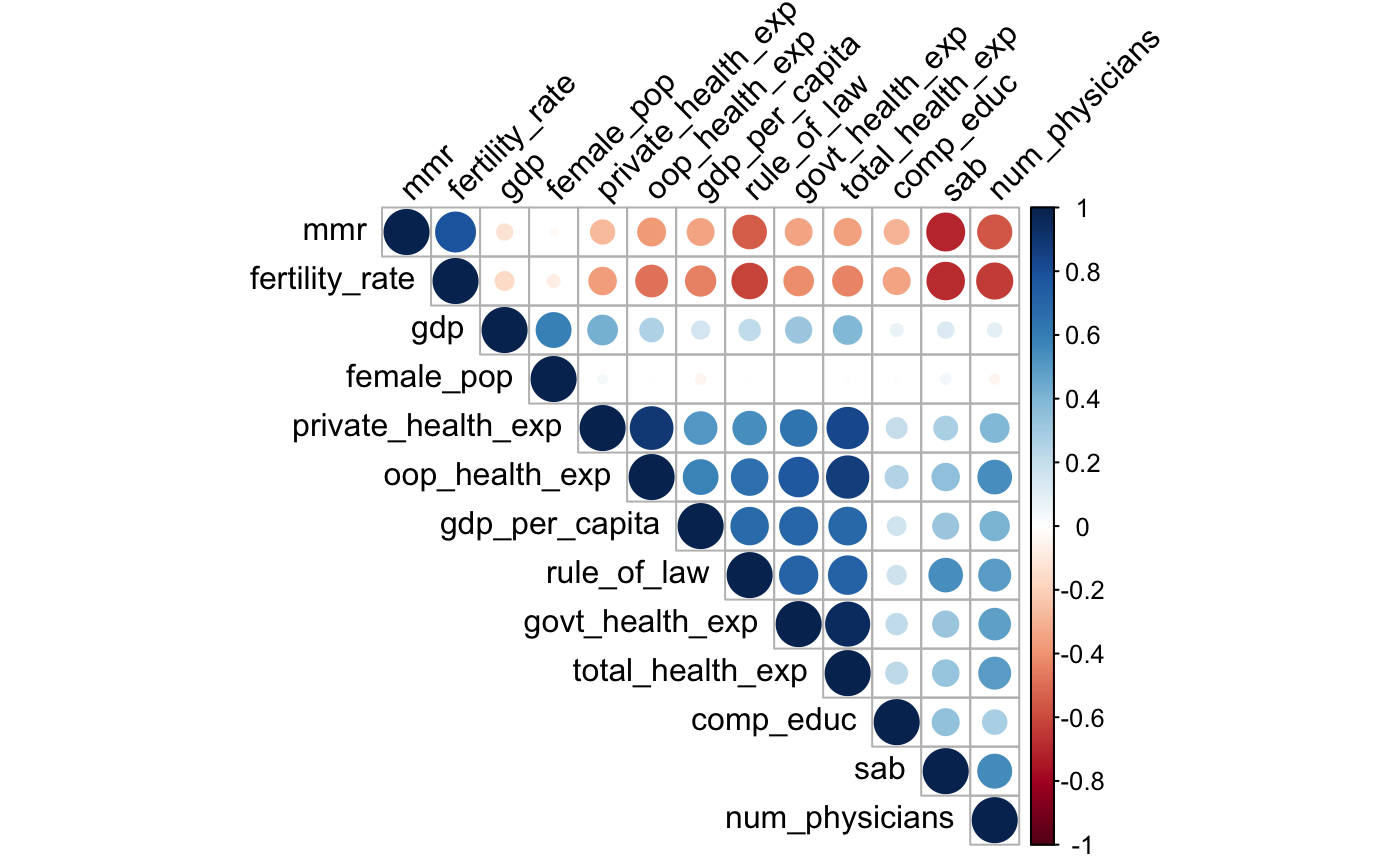 mmr
fertility_rate
gdp
female_pop
private_health_exp
oop_health_exp
gdp_per_capita
rule_of_law
govt_health_exp
total_health_exp
comp_educ
sab
num_physicians
mmr
fertility_rate
gdp
female_pop
private_health_exp
oop_health_exp
gdp_per_capita
rule_of_law
govt_health_exp
total_health_exp
comp_educ
sab
num_physicians
1
0.8
0.6
0.4
0.2
0
-0.2
-0.4
-0.6
-0.8
-1